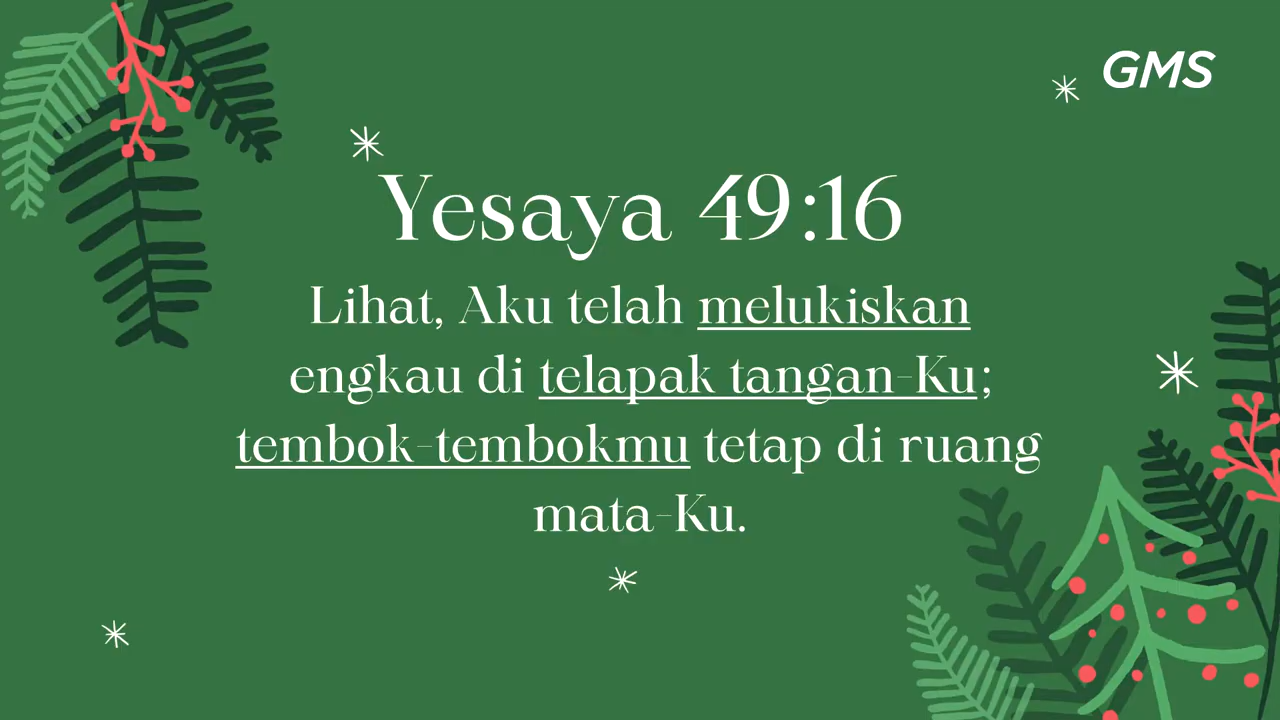 GMS
Yesaya 49:16
Lihat, Aku telah melukiskan
engkau di telapak tangan-Ku;
tembok-tembokmu tetap di ruang
mata-Ku.